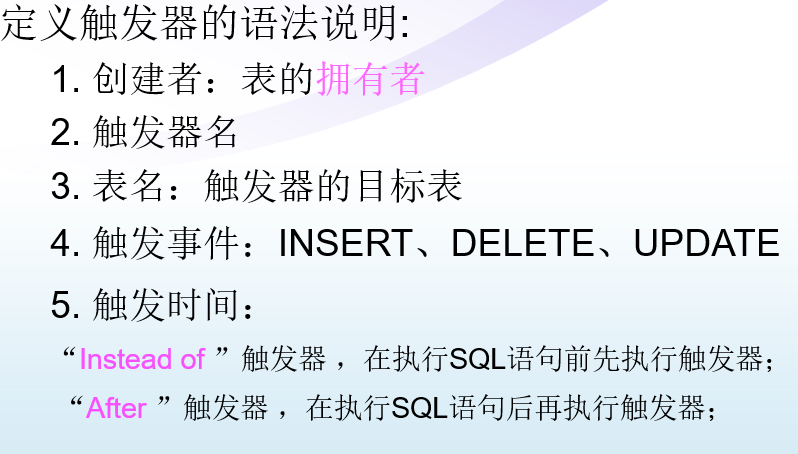 定义触发器的语法说明:
1. 创建者：表的拥有者
2. 触发器名
3. 表名：触发器的目标表
4. 触发事件：INSERT、DELETE、UPDATE
5. 触发时间：
“Instead of ”触发器 ，在执行SQL语句前先执行触发器；
“After ”触发器 ，在执行SQL语句后再执行触发器；